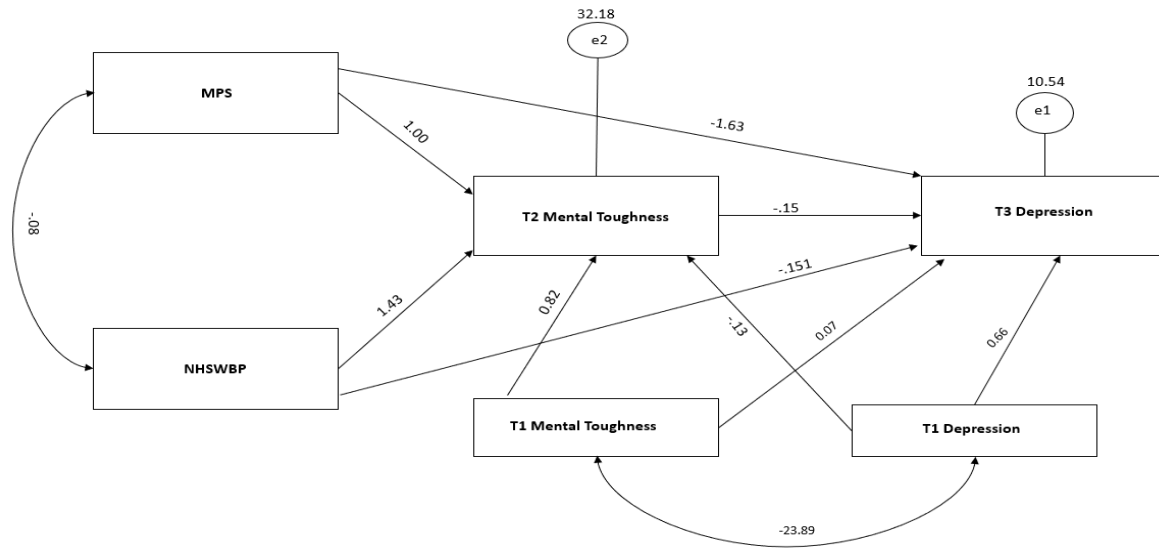 32.18
e2
10.54
e1
MPS
-1.63
1.00
-.08
T2 Mental Toughness
-.15
T3 Depression
-.151
1.43
0.82
-.13
0.07
0.66
NHSWBP
T1 Mental Toughness
T1 Depression
-23.89